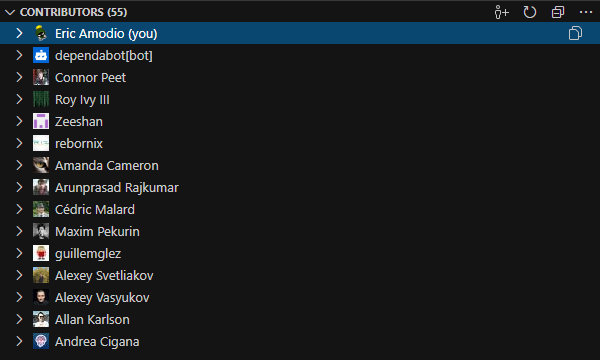 CONTRIBUTORS (55)
Eric Amodio (you)
dependabot[bot]
Connor Peet
Roy Ivy III
Zeeshan
rebornix
Amanda Cameron
Arunprasad Rajkumar
Cédric Malard
Maxim Pekurin
guillemglez
Alexey Svetliakov
Alexey Vasyukov
Allan Karlson
Andrea Cigana